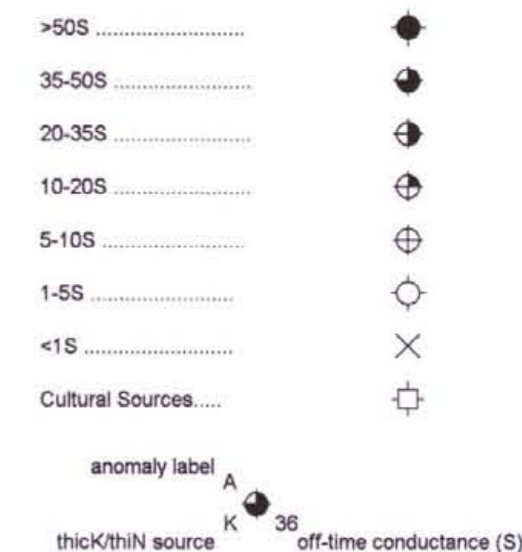 >50S ..........................
35-50S ..........................
20-35S ..........................
10-20S ..........................
5-10S ..........................
1-5S ..........................
<1S ..........................
Cultural Sources.....
anomaly label
A
K 36
thicK/thiN source off-time conductance (S)